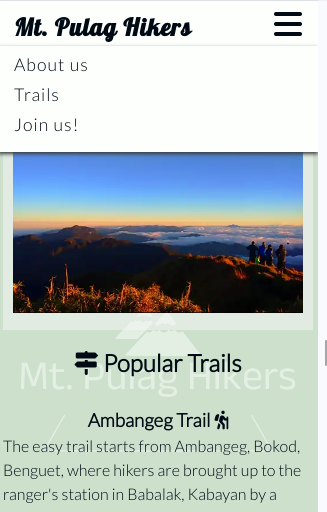 Mt. Pulag Hikers
About us
Trails
Join us!
Popular Trails
Mt. Pulag Hikers
Ambangeg Trail
The easy trail starts from Ambangeg, Bokod,
Benguet, where hikers are brought up to the
ranger's station in Babalak, Kabayan by a